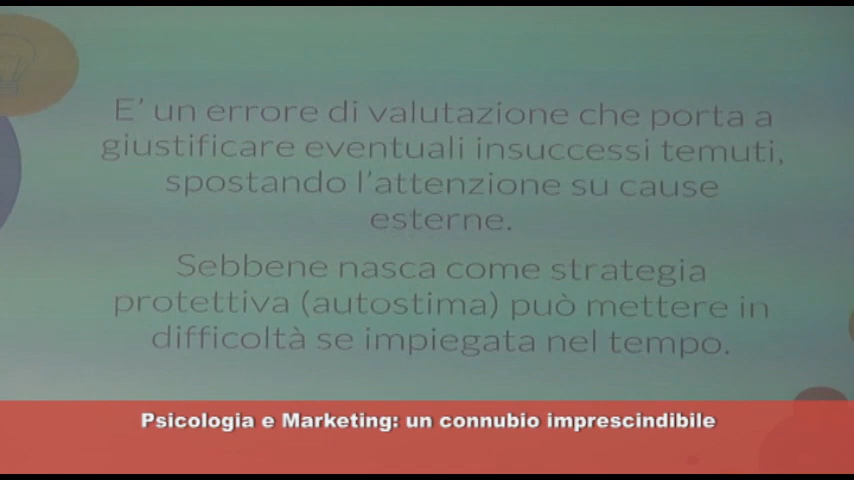 E' un errore di valutazione che porta a
giustificare eventuali insuccessi temuti,
spostando l'attenzione su cause
esterne.
Sebbene nasca come strategia
protettiva (autostima) può mettere in
difficoltà se impiegata nel tempo.
Psicologia e Marketing: un connubio imprescindibile